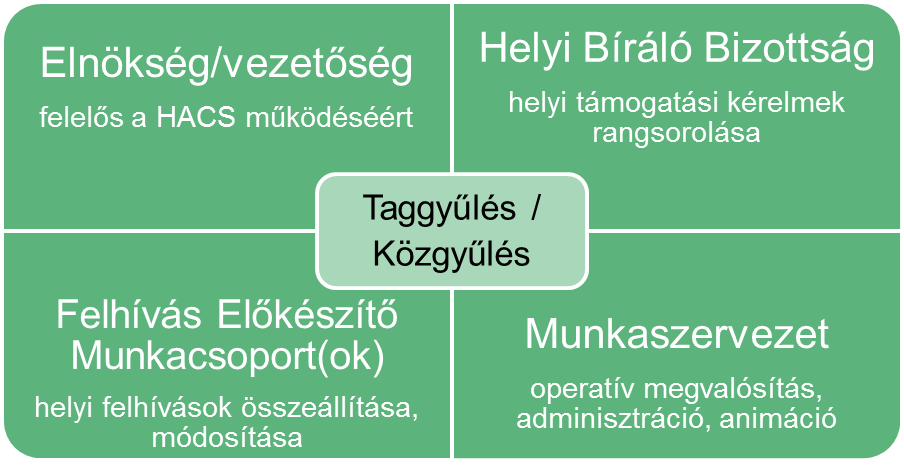 Elnökség/vezetőség
felelős a HACS működéséért
Helyi Bíráló Bizottság
helyi támogatási kérelmek
rangsorolása
Taggyűlés /
Közgyűlés
Felhívás Előkészítő
Munkacsoport(ok)
helyi felhívások összeállítása,
módosítása
Munkaszervezet
operatív megvalósítás,
adminisztráció, animáció